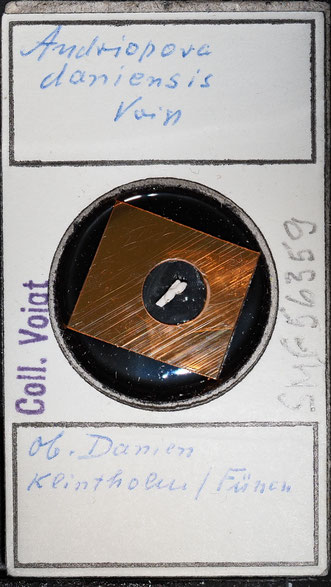 Andriopora
daniensis
Voigt
Coll. Voigt
SMF 56359
Ob. Danien
Klintholm / Fünen